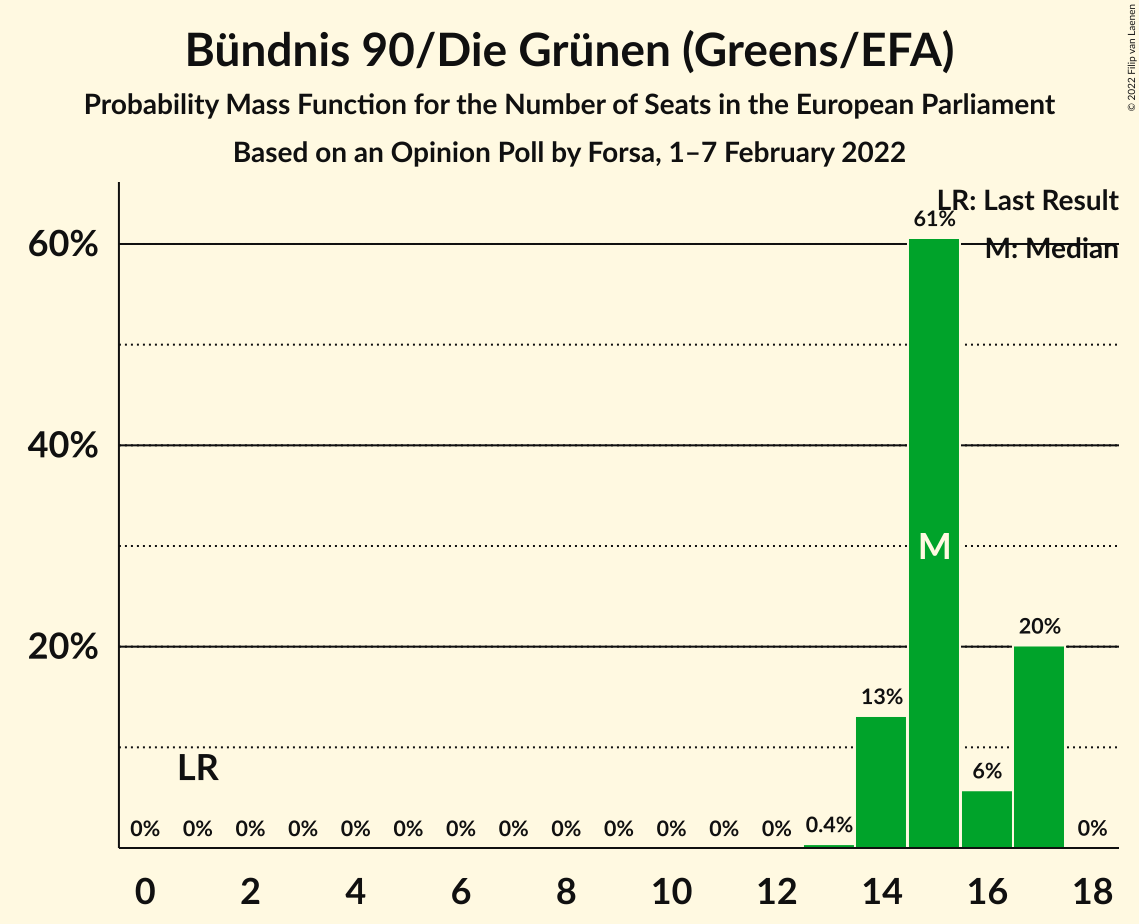 Bündnis 90/Die Grünen (Greens/EFA)
Probability Mass Function for the Number of Seats in the European Parliament
Based on an Opinion Poll by Forsa, 1–7 February 2022
© 2022 Filip van Laenen
LR: Last Result
M: Median
60%
40%
20%
61%
M
20%
13%
6%
LR
0% 0% 0% 0% 0% 0% 0% 0% 0% 0% 0% 0% 0% 0.4% 0%
0 2 4 6 8 10 12 14 16 18